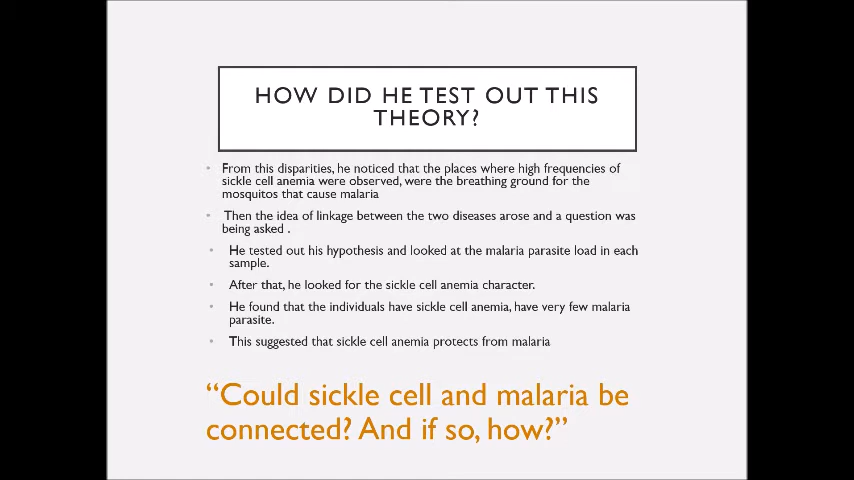 HOW DID HE TEST OUT THIS
THEORY?
• From this disparities, he noticed that the places where high frequencies of
sickle cell anemia were observed, were the breathing ground for the
mosquitos that cause malaria
• Then the idea of linkage between the two diseases arose and a question was
being asked .
• He tested out his hypothesis and looked at the malaria parasite load in each
sample.
• After that, he looked for the sickle cell anemia character.
• He found that the individuals have sickle cell anemia, have very few malaria
parasite.
• This suggested that sickle cell anemia protects from malaria
“Could sickle cell and malaria be
connected? And if so, how?”